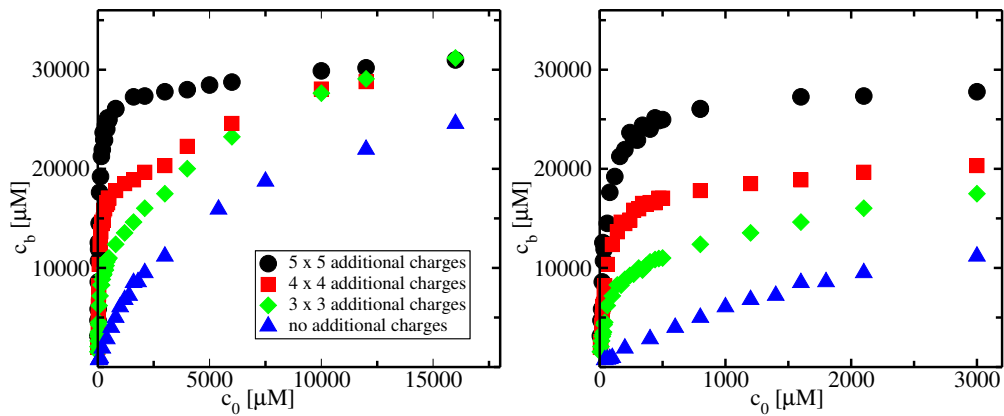 30000
20000
10000
c_b [μM]
5 x 5 additional charges
4 x 4 additional charges
3 x 3 additional charges
no additional charges
0 5000 10000 15000
c_0 [μM]
30000
20000
10000
c_b [μM]
0 1000 2000 3000
c_0 [μM]